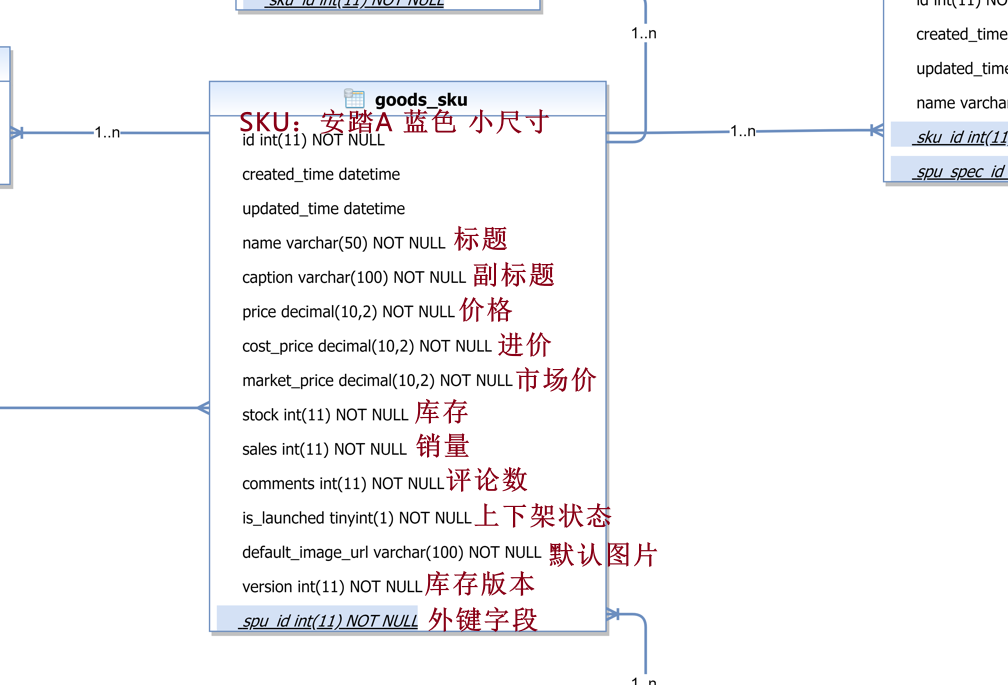 sku_id int(11) NOT NULL
1..n
created_time
updated_time
sku_id int(11)
spu_spec_id
1..n
1..n
goods_sku
SKU：安踏A 蓝色 小尺寸
id int(11) NOT NULL
created_time datetime
updated_time datetime
name varchar(50) NOT NULL 标题
caption varchar(100) NOT NULL 副标题
price decimal(10,2) NOT NULL 价格
cost_price decimal(10,2) NOT NULL 进价
market_price decimal(10,2) NOT NULL 市场价
stock int(11) NOT NULL 库存
sales int(11) NOT NULL 销量
comments int(11) NOT NULL 评论数
is_launched tinyint(1) NOT NULL 上下架状态
default_image_url varchar(100) NOT NULL 默认图片
version int(11) NOT NULL 库存版本
spu_id int(11) NOT NULL 外键字段
1..n